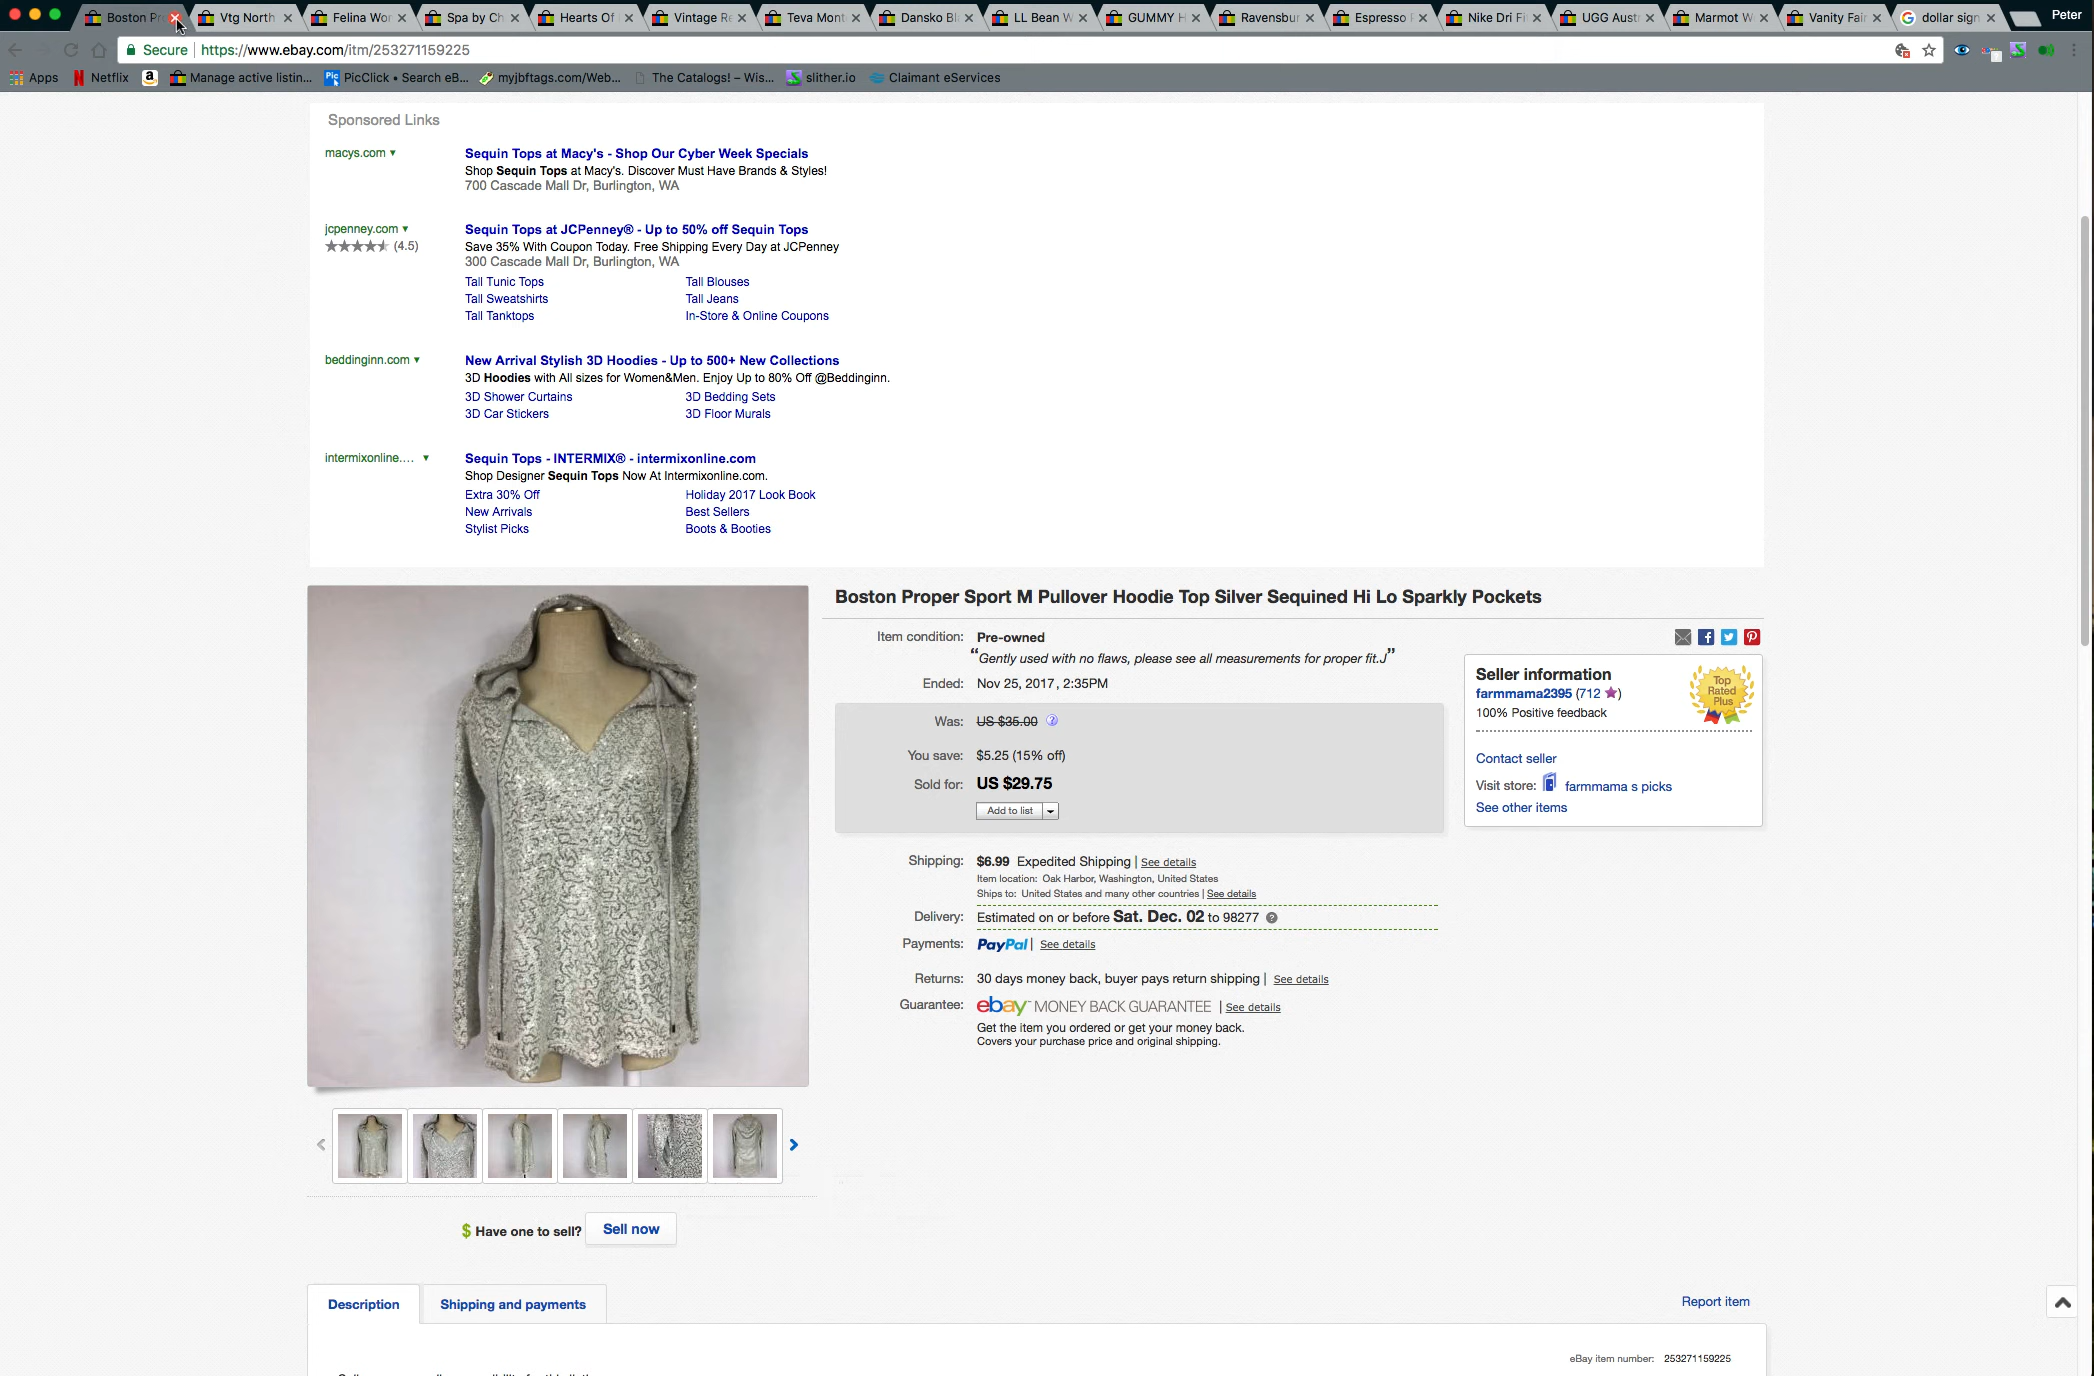 Boston Pr
Vtg North
Felina Wor
Spa by Ch
Hearts Of
Vintage Re
Teva Mont
Dansko Bl
LL Bean W
GUMMY H
Ravensbur
Espresso
Nike Dri Fi
UGG Aust
Marmot W
Vanity Fair
dollar sign
Peter
Secure
https://www.ebay.com/itm/253271159225
Apps
Netflix
Manage active listin...
PicClick • Search eB...
myjbftags.com/Web...
The Catalogs! – Wis...
slither.io
Claimant eServices
Sponsored Links
macys.com
Sequin Tops at Macy's - Shop Our Cyber Week Specials
Shop Sequin Tops at Macy's. Discover Must Have Brands & Styles!
700 Cascade Mall Dr, Burlington, WA
jcpenney.com
(4.5)
Sequin Tops at JCPenney® - Up to 50% off Sequin Tops
Save 35% With Coupon Today. Free Shipping Every Day at JCPenney
300 Cascade Mall Dr, Burlington, WA
Tall Tunic Tops Tall Blouses
Tall Sweatshirts Tall Jeans
Tall Tanktops In-Store & Online Coupons
beddinginn.com
New Arrival Stylish 3D Hoodies - Up to 500+ New Collections
3D Hoodies with All sizes for Women&Men. Enjoy Up to 80% Off @Beddinginn.
3D Shower Curtains 3D Bedding Sets
3D Car Stickers 3D Floor Murals
intermixonline....
Sequin Tops - INTERMIX® - intermixonline.com
Shop Designer Sequin Tops Now At Intermixonline.com.
Extra 30% Off Holiday 2017 Look Book
New Arrivals Best Sellers
Stylist Picks Boots & Booties
Boston Proper Sport M Pullover Hoodie Top Silver Sequined Hi Lo Sparkly Pockets
Item condition: Pre-owned
“Gently used with no flaws, please see all measurements for proper fit.J”
Ended: Nov 25, 2017, 2:35PM
Was: US $35.00
You save: $5.25 (15% off)
Sold for: US $29.75
Add to list
Shipping: $6.99 Expedited Shipping | See details
Item location: Oak Harbor, Washington, United States
Ships to: United States and many other countries | See details
Delivery: Estimated on or before Sat. Dec. 02 to 98277
Payments: PayPal | See details
Returns: 30 days money back, buyer pays return shipping | See details
Guarantee: ebay MONEY BACK GUARANTEE | See details
Get the item you ordered or get your money back.
Covers your purchase price and original shipping.
Seller information
farmmama2395 (712)
100% Positive feedback
Top
Rated
Plus
Contact seller
Visit store: farmmama s picks
See other items
$ Have one to sell? Sell now
Description
Shipping and payments
Report item
eBay item number: 253271159225